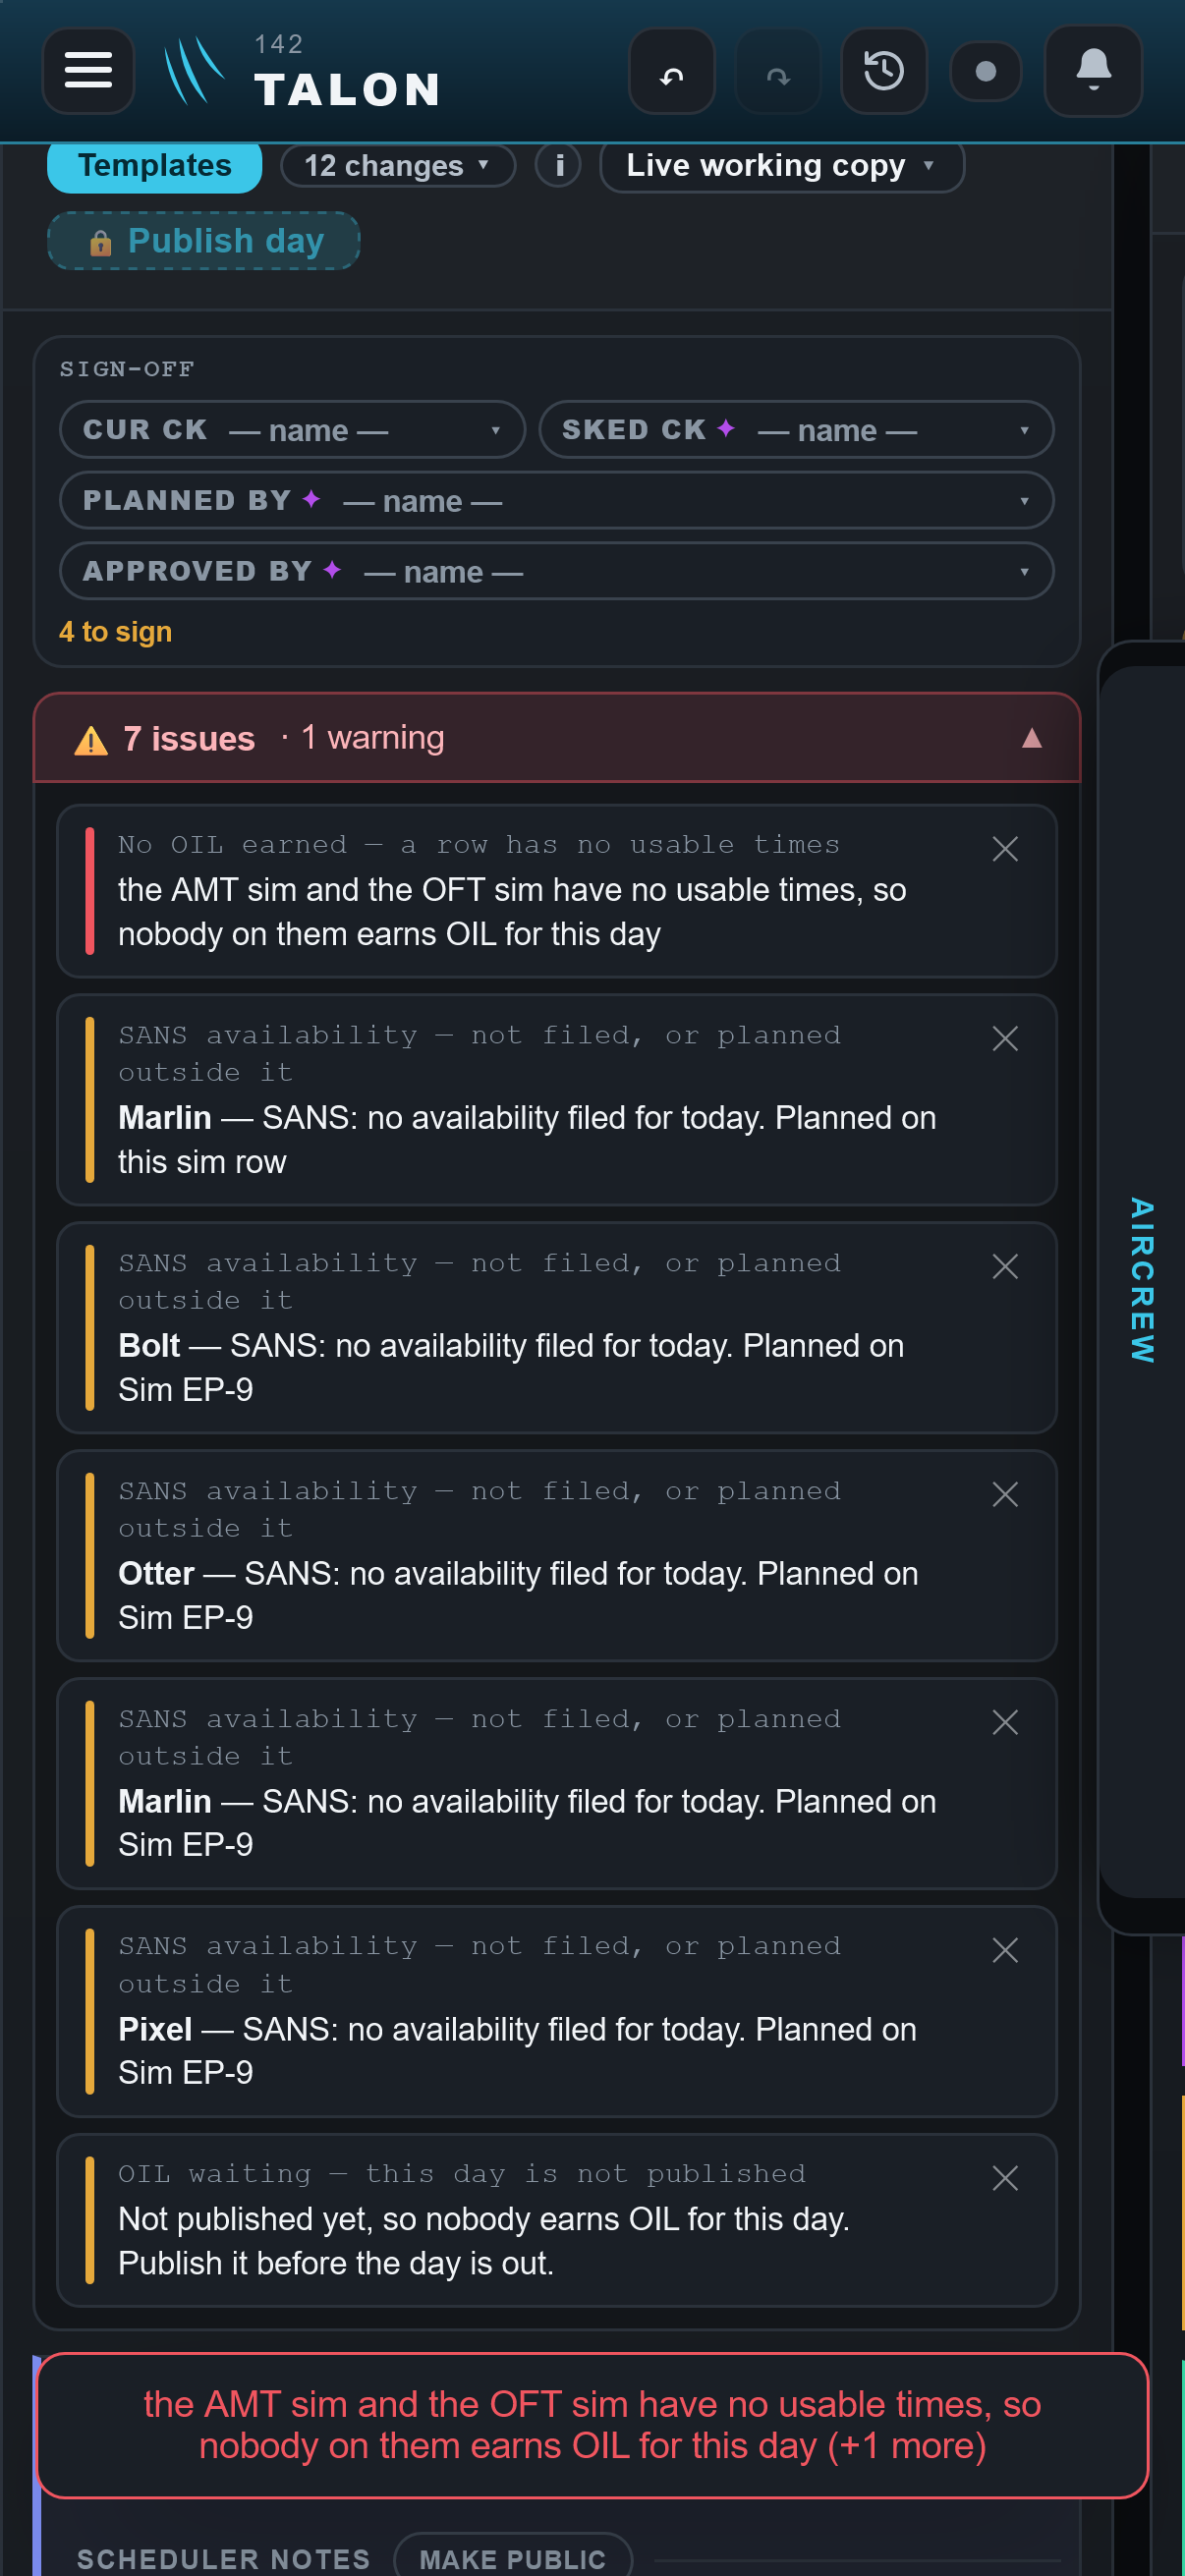 142
TALON
Templates
12 changes
i
Live working copy
Publish day
SIGN-OFF
CUR CK — name —
SKED CK — name —
PLANNED BY — name —
APPROVED BY — name —
4 to sign
7 issues · 1 warning
No OIL earned — a row has no usable times
the AMT sim and the OFT sim have no usable times, so
nobody on them earns OIL for this day
SANS availability — not filed, or planned
outside it
Marlin — SANS: no availability filed for today. Planned on
this sim row
SANS availability — not filed, or planned
outside it
Bolt — SANS: no availability filed for today. Planned on
Sim EP-9
SANS availability — not filed, or planned
outside it
Otter — SANS: no availability filed for today. Planned on
Sim EP-9
SANS availability — not filed, or planned
outside it
Marlin — SANS: no availability filed for today. Planned on
Sim EP-9
SANS availability — not filed, or planned
outside it
Pixel — SANS: no availability filed for today. Planned on
Sim EP-9
OIL waiting — this day is not published
Not published yet, so nobody earns OIL for this day.
Publish it before the day is out.
AIRCREW
the AMT sim and the OFT sim have no usable times, so
nobody on them earns OIL for this day (+1 more)
SCHEDULER NOTES
MAKE PUBLIC